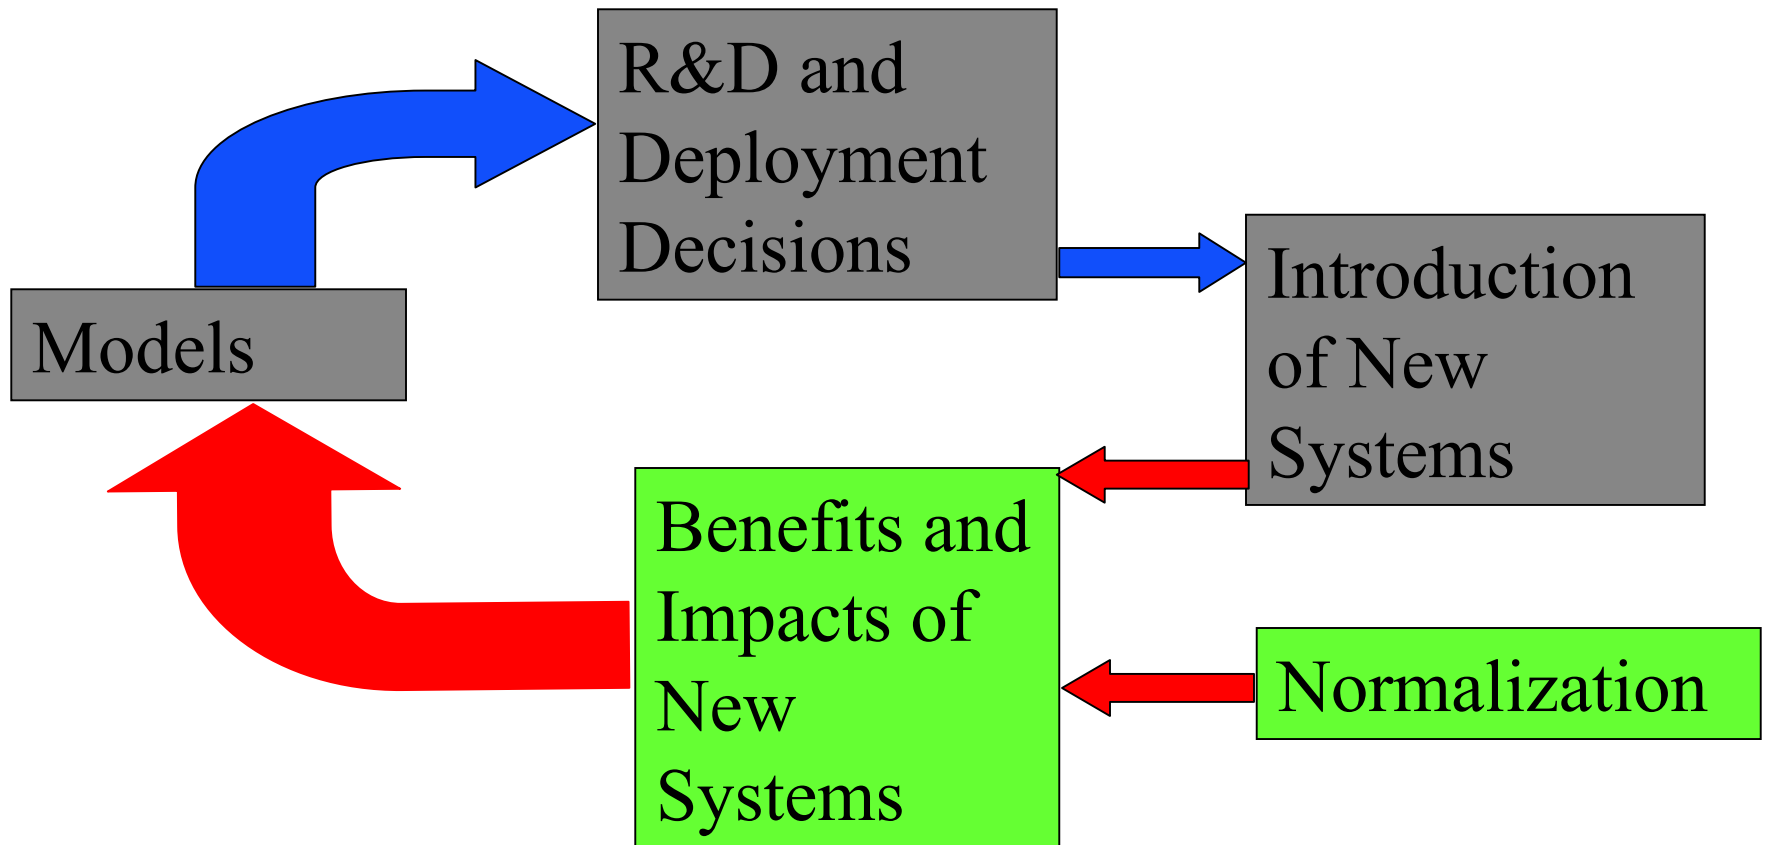 R&D and
Deployment
Decisions
Introduction
of New
Systems
Models
Benefits and
Impacts of
New
Systems
Normalization